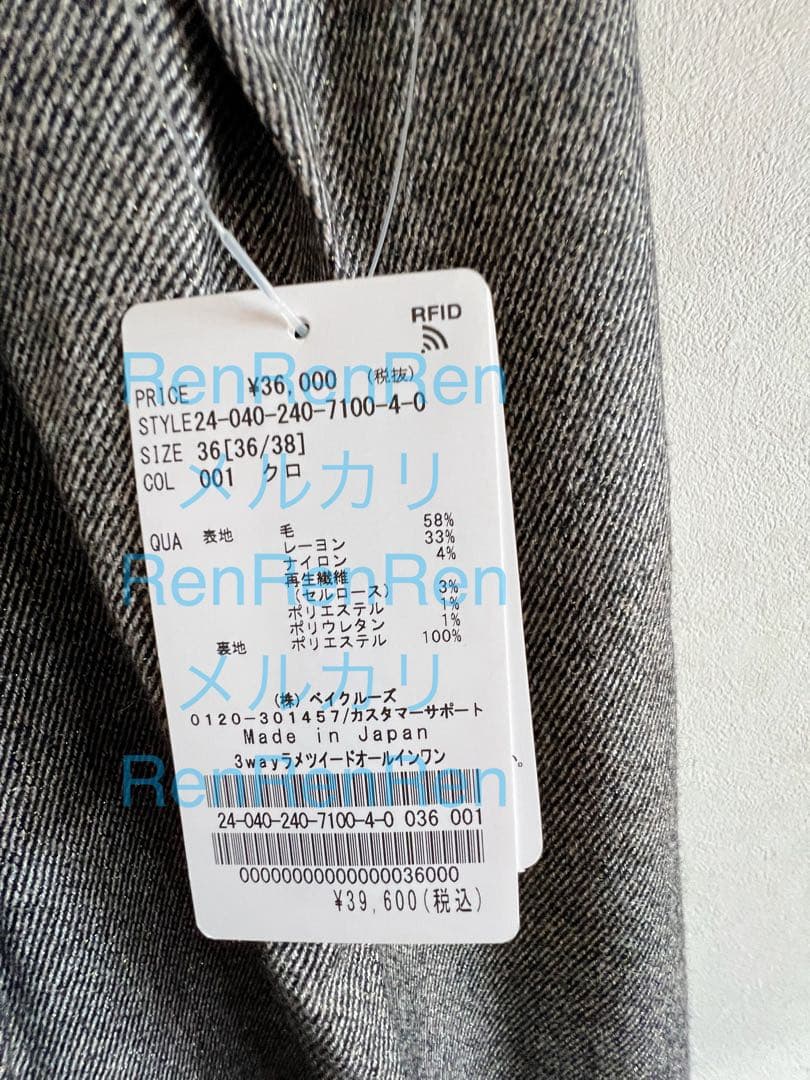 RFID
RenRenRen
PRICE ¥36,000 (税抜)
STYLE24-040-240-7100-4-0
SIZE 36[36/38]
COL 001 クロ
メルカリ
QUA 表地 毛 58%
レーヨン 33%
ナイロン 4%
再生繊維
(セルロース) 3%
RenRenRen
ポリエステル 1%
ポリウレタン 1%
裏地 ポリエステル 100%
メルカリ
(株)ベイクルーズ
0120-301457/カスタマーサポート
Made in Japan
3wayラメツイードオールインワン
い。
RenRenRen
24-040-240-7100-4-0 036 001
00000000000000036000
¥39,600(税込)